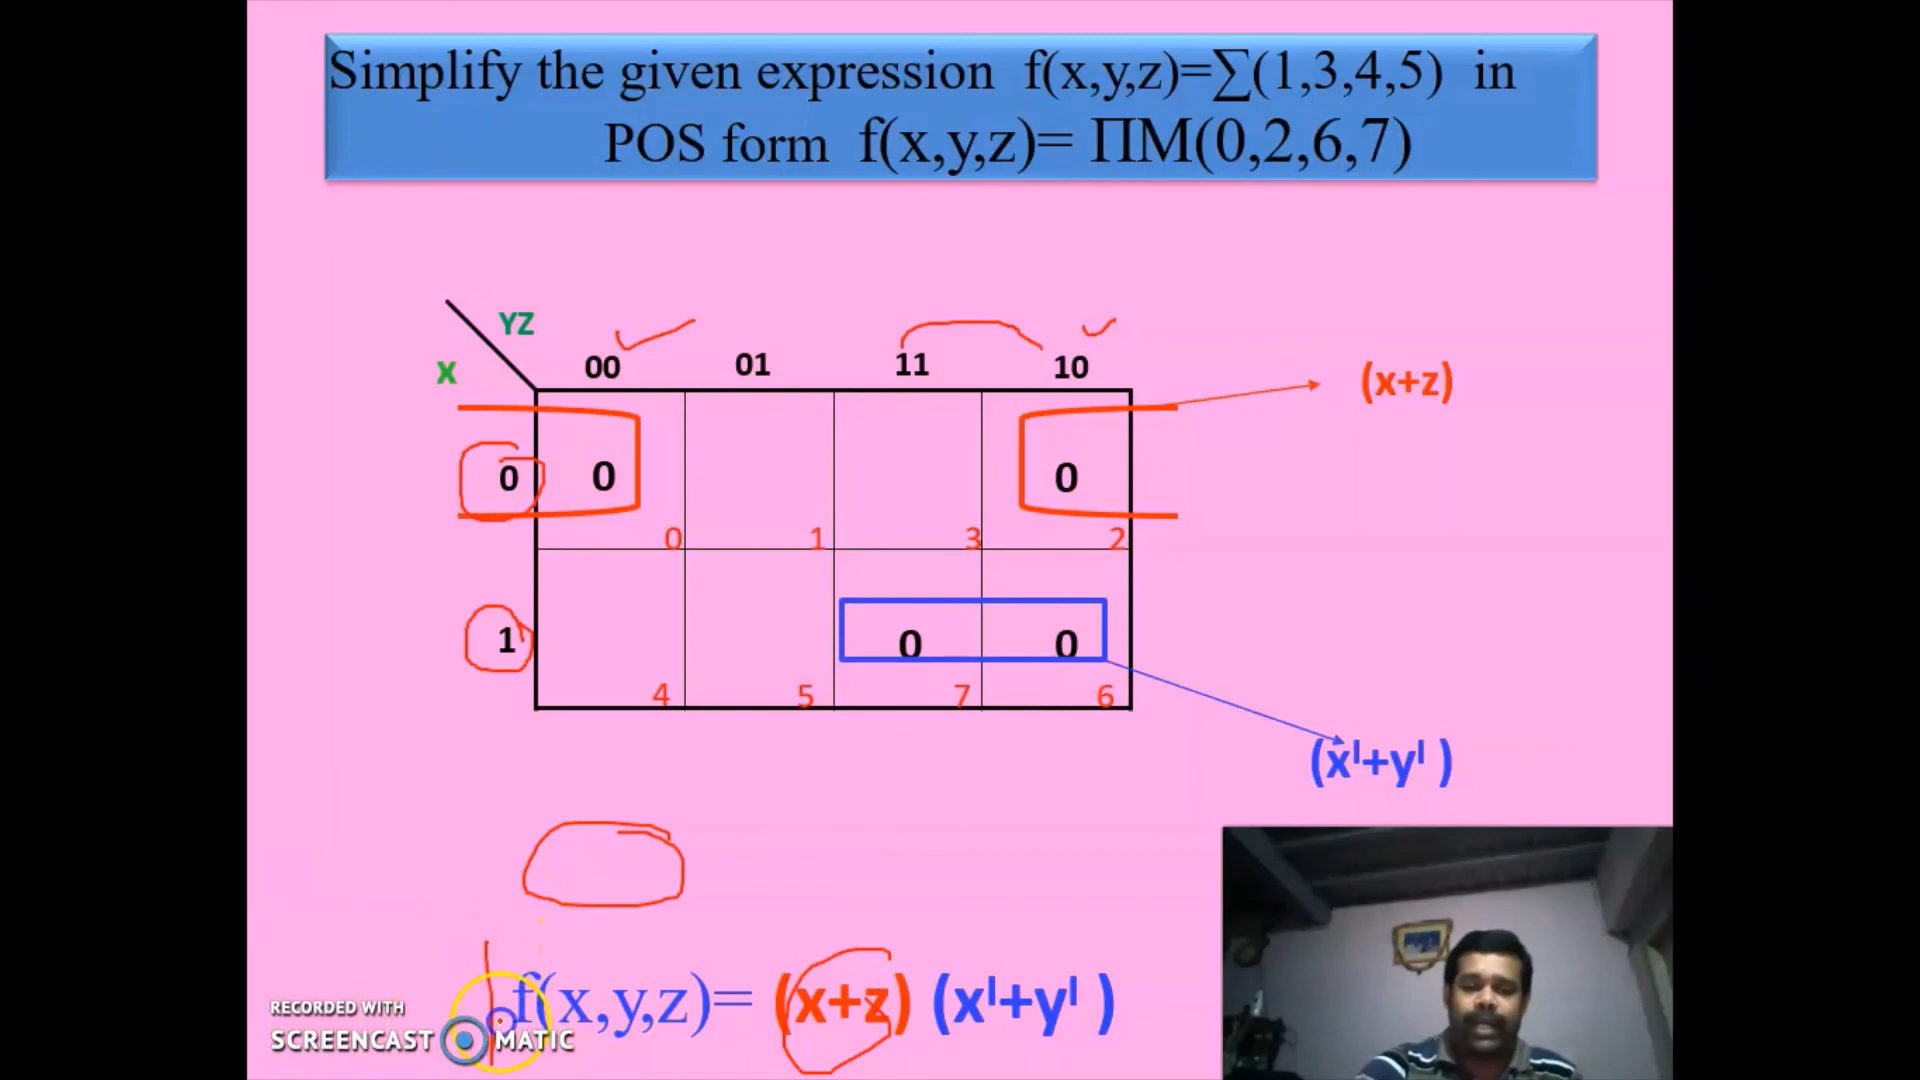 Simplify the given expression f(x,y,z)=∑(1,3,4,5) in
POS form f(x,y,z)= ΠM(0,2,6,7)
YZ
X
00 01 11 10
(x+z)
0 0 0
0 1 3 2
1 0 0
4 5 7 6
(xˡ+yˡ )
f(x,y,z)= (x+z) (xˡ+yˡ )
RECORDED WITH
SCREENCAST MATIC